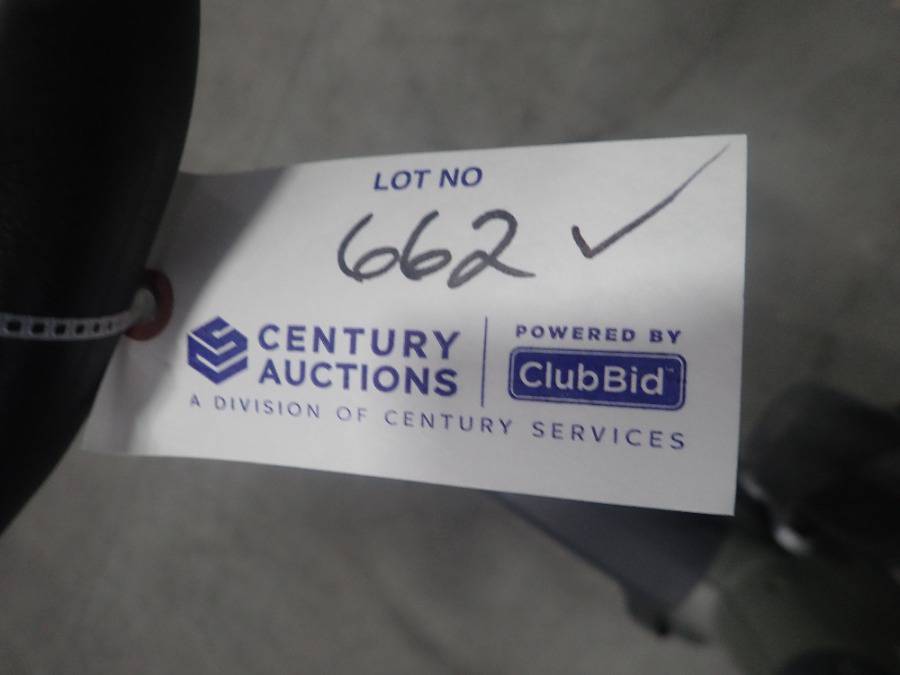 LOT NO
662 ✓
CENTURY AUCTIONS
A DIVISION OF CENTURY SERVICES
POWERED BY
ClubBid™